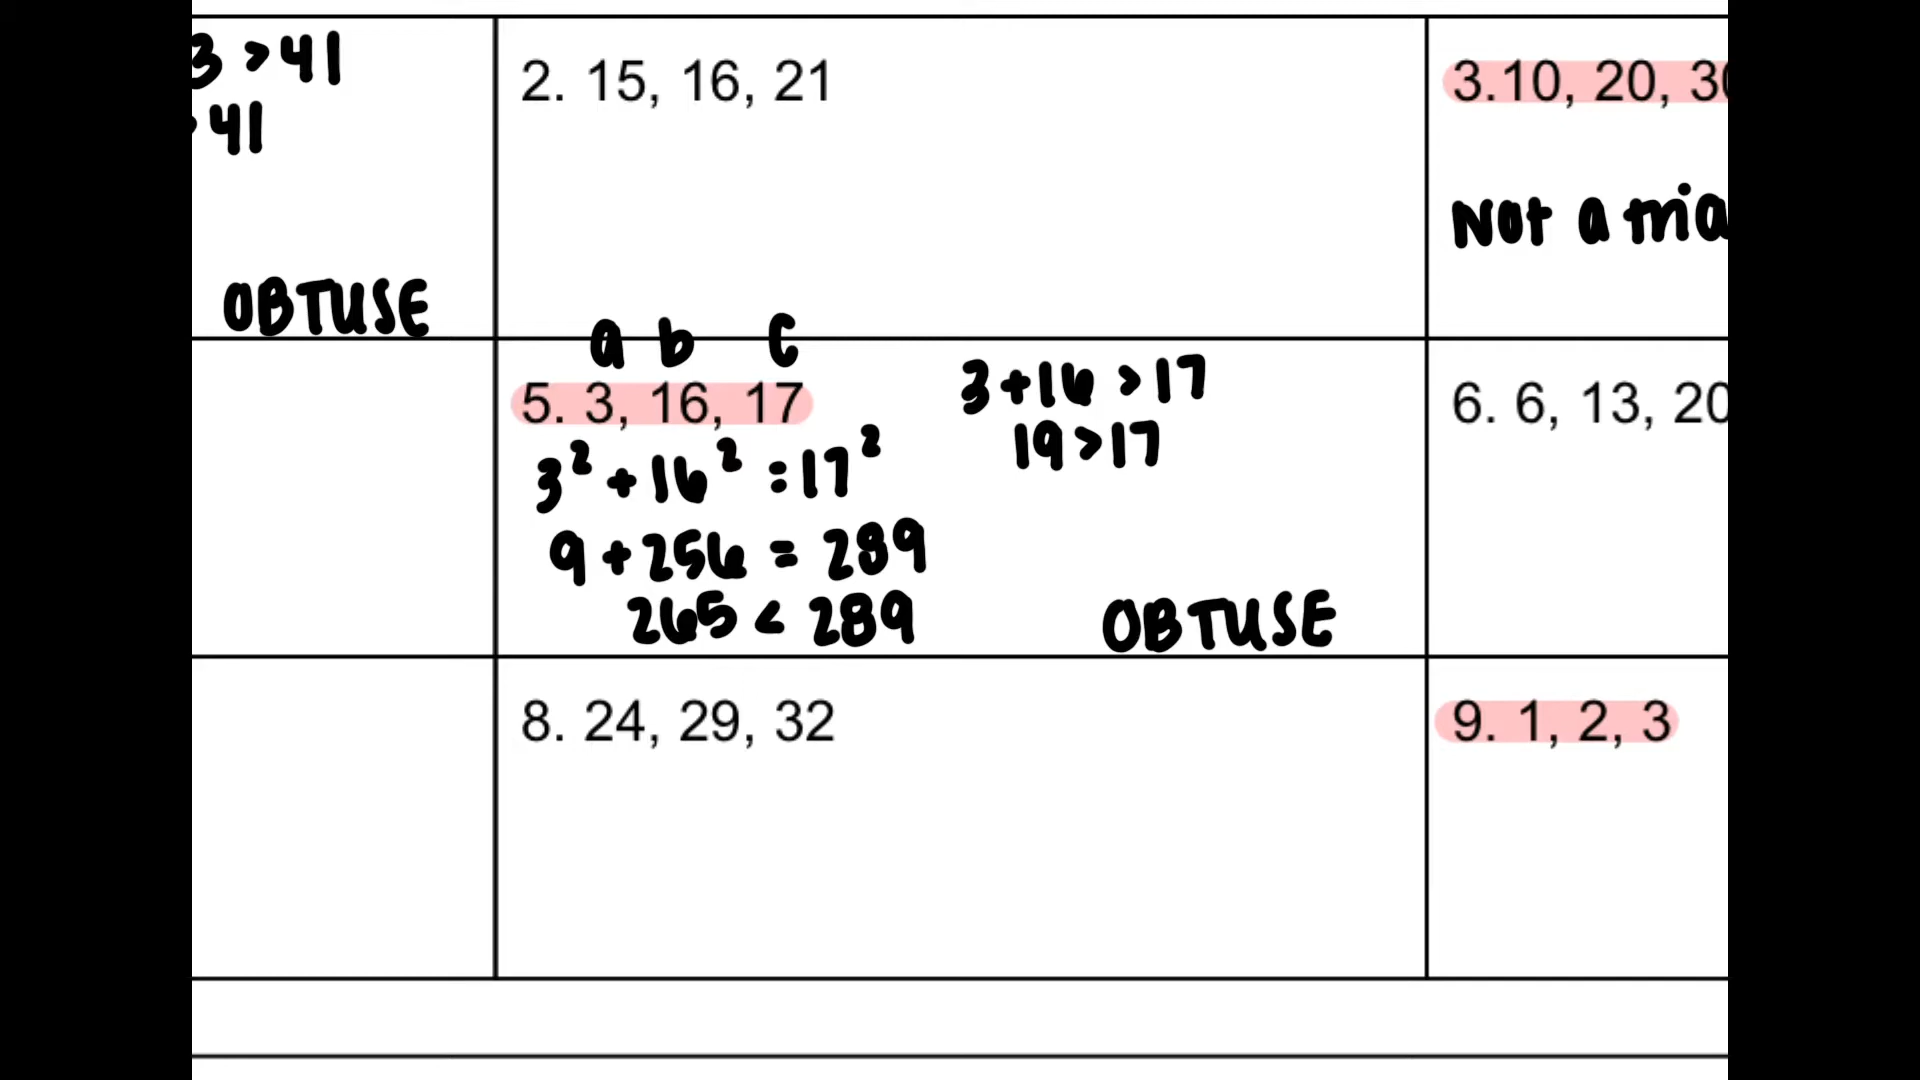 3 > 41
> 41
OBTUSE
2. 15, 16, 21
3.10, 20, 30
Not a
a b c
5. 3, 16, 17
3² + 16² = 17²
9 + 256 = 289
265 < 289
3 + 16 > 17
19 > 17
OBTUSE
6. 6, 13, 20
8. 24, 29, 32
9. 1, 2, 3